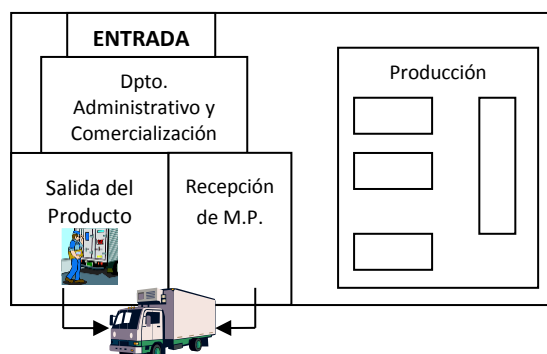 ENTRADA
Dpto.
Administrativo y
Comercialización
Producción
Salida del
Producto
Recepción
de M.P.